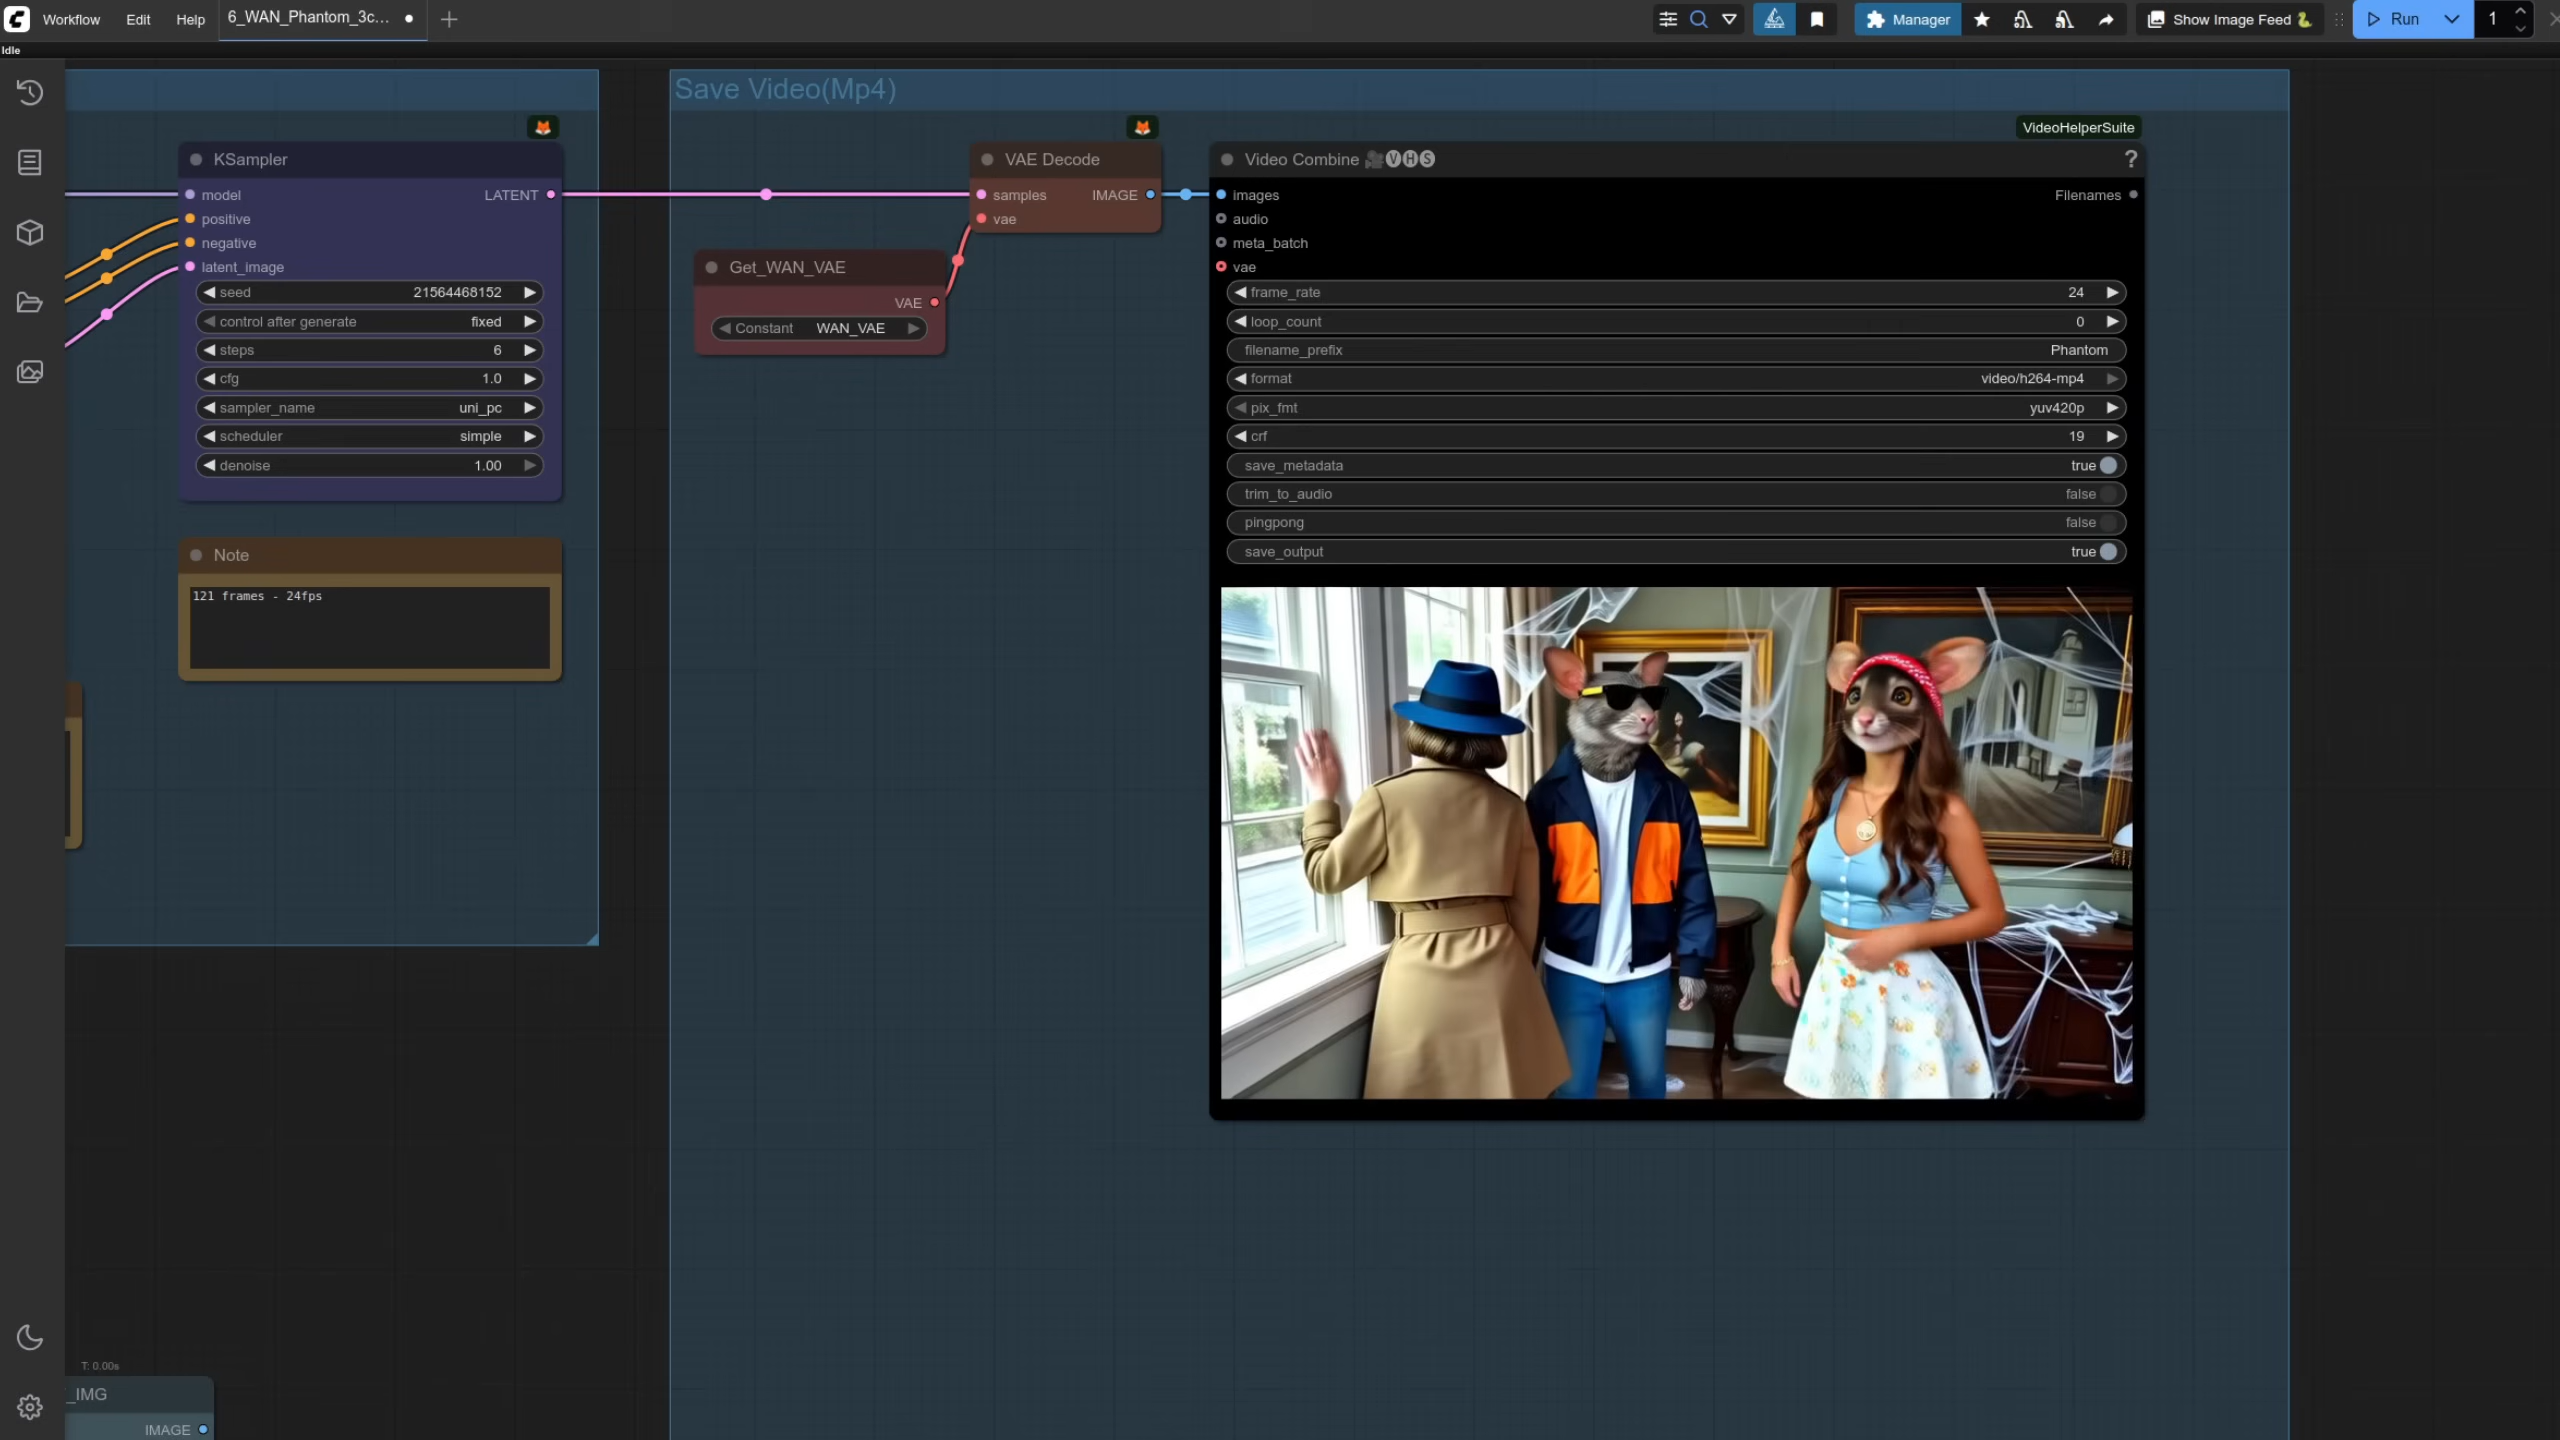 Workflow Edit Help 6_WAN_Phantom_3c...
Manager Show Image Feed Run 1
Idle
Save Video(Mp4)
KSampler
model LATENT
positive
negative
latent_image
seed 21564468152
control after generate fixed
steps 6
cfg 1.0
sampler_name uni_pc
scheduler simple
denoise 1.00
Note
121 frames - 24fps
T: 0.00s
_IMG
IMAGE
VAE Decode
samples IMAGE
vae
Get_WAN_VAE
VAE
Constant WAN_VAE
VideoHelperSuite
Video Combine 🎥🅥🅗🅢 ?
images Filenames
audio
meta_batch
vae
frame_rate 24
loop_count 0
filename_prefix Phantom
format video/h264-mp4
pix_fmt yuv420p
crf 19
save_metadata true
trim_to_audio false
pingpong false
save_output true